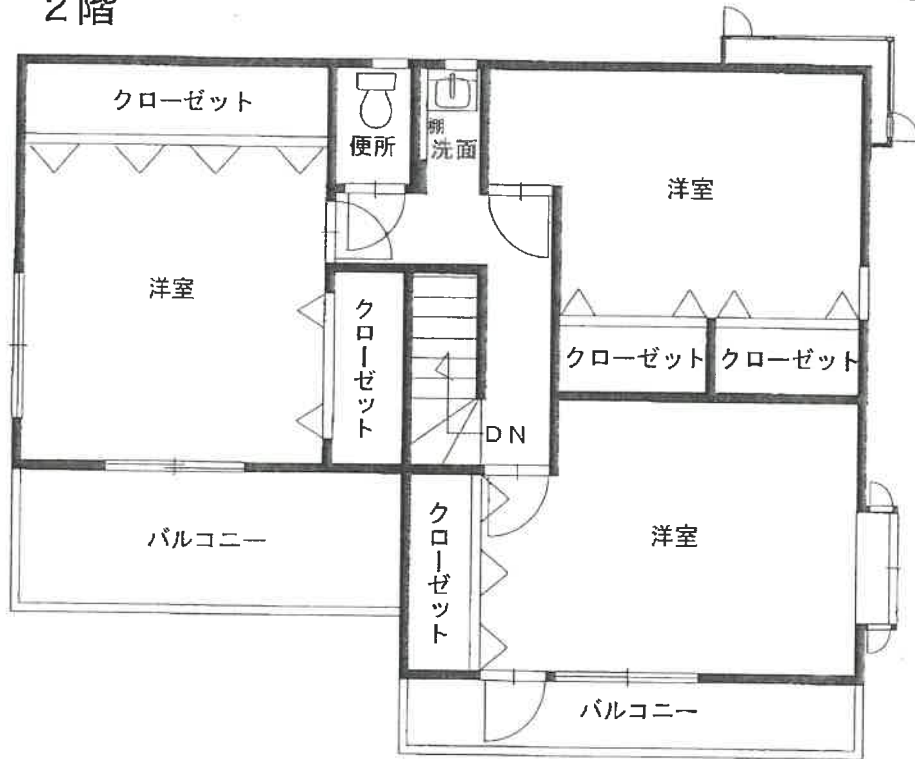 2階
クローゼット
便所
棚
洗面
洋室
洋室
クローゼット
クローゼット
クローゼット
DN
バルコニー
クローゼット
洋室
バルコニー